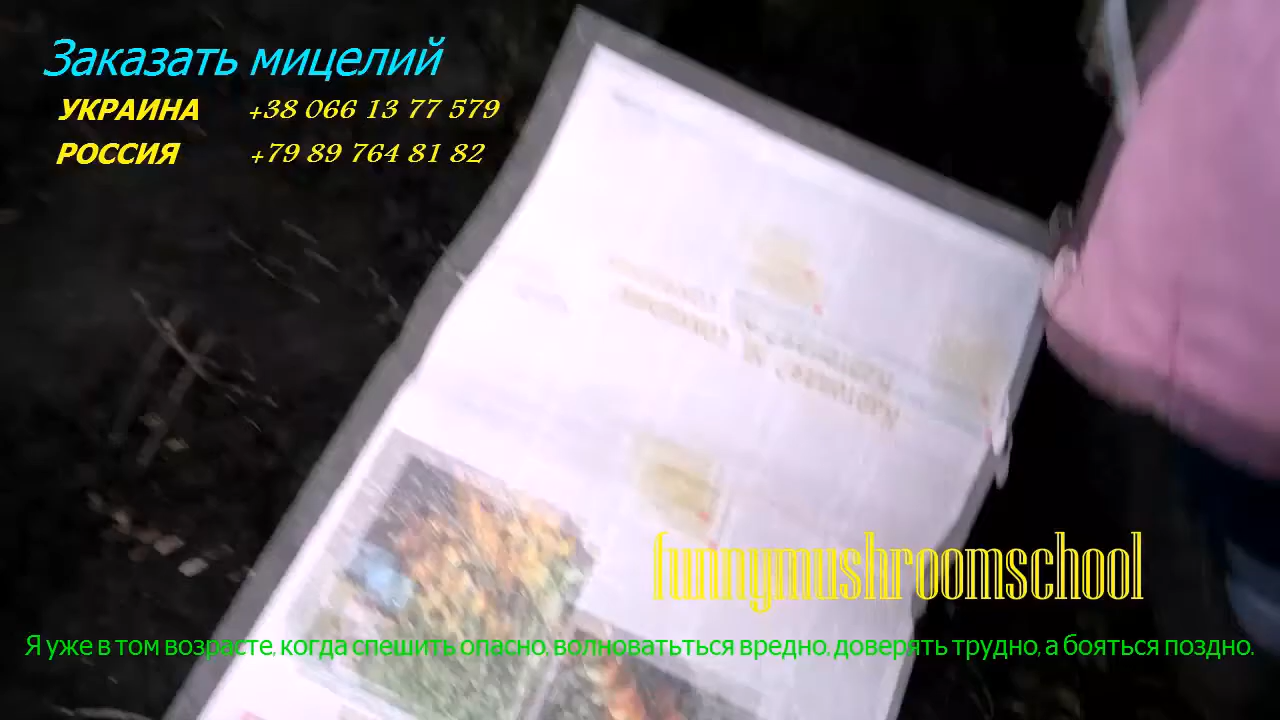 Заказать мицелий
УКРАИНА +38 066 13 77 579
РОССИЯ +79 89 764 81 82
funnymushroomschool
Я уже в том возрасте, когда спешить опасно, волноватьться вредно, доверять трудно, а бояться поздно.